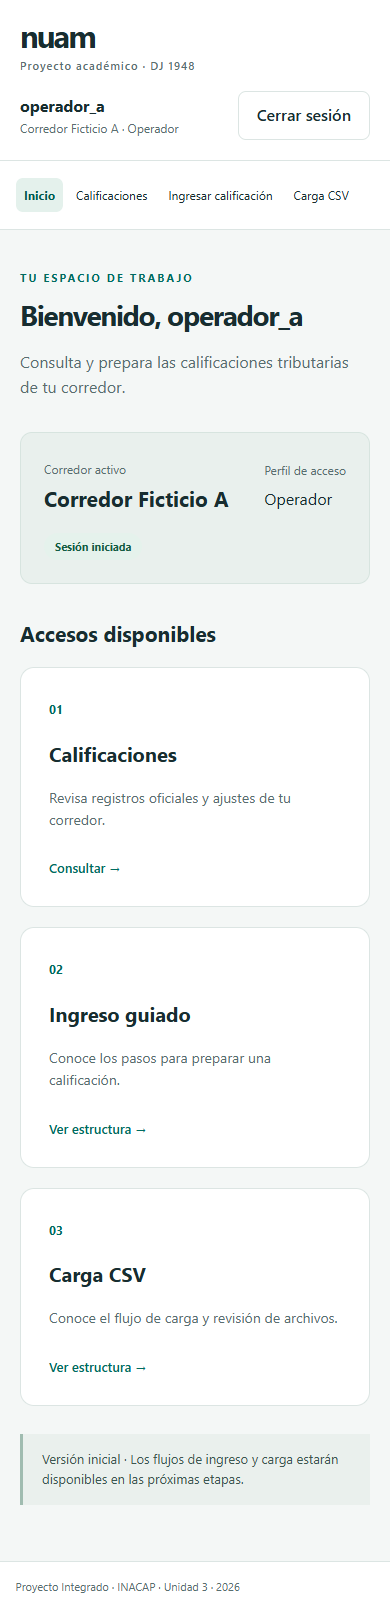 nuam
Proyecto académico · DJ 1948
operador_a
Corredor Ficticio A · Operador
Cerrar sesión
Inicio
Calificaciones
Ingresar calificación
Carga CSV
TU ESPACIO DE TRABAJO
Bienvenido, operador_a
Consulta y prepara las calificaciones tributarias
de tu corredor.
Corredor activo
Corredor Ficticio A
Sesión iniciada
Perfil de acceso
Operador
Accesos disponibles
01
Calificaciones
Revisa registros oficiales y ajustes de tu
corredor.
Consultar →
02
Ingreso guiado
Conoce los pasos para preparar una
calificación.
Ver estructura →
03
Carga CSV
Conoce el flujo de carga y revisión de archivos.
Ver estructura →
Versión inicial · Los flujos de ingreso y carga estarán
disponibles en las próximas etapas.
Proyecto Integrado · INACAP · Unidad 3 · 2026